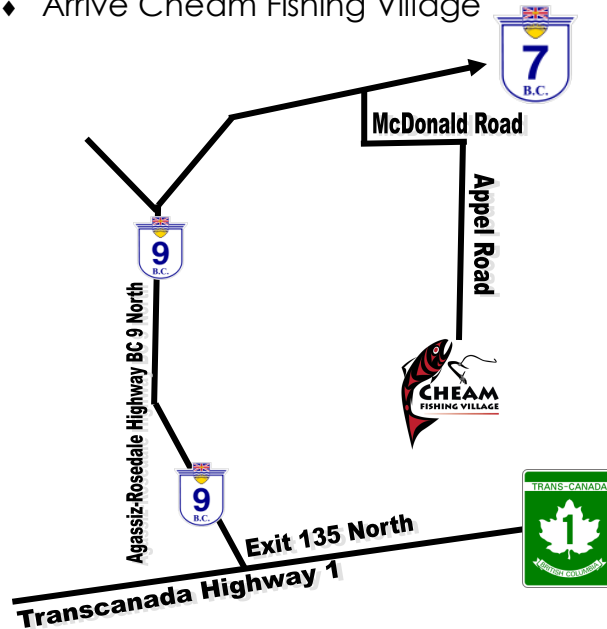 ♦ Arrive Cheam Fishing Village
7
B.C.
McDonald Road
Appel Road
9
B.C.
Agassiz-Rosedale Highway BC 9 North
CHEAM
FISHING VILLAGE
9
B.C.
TRANS-CANADA
1
BRITISH COLUMBIA
Exit 135 North
Transcanada Highway 1